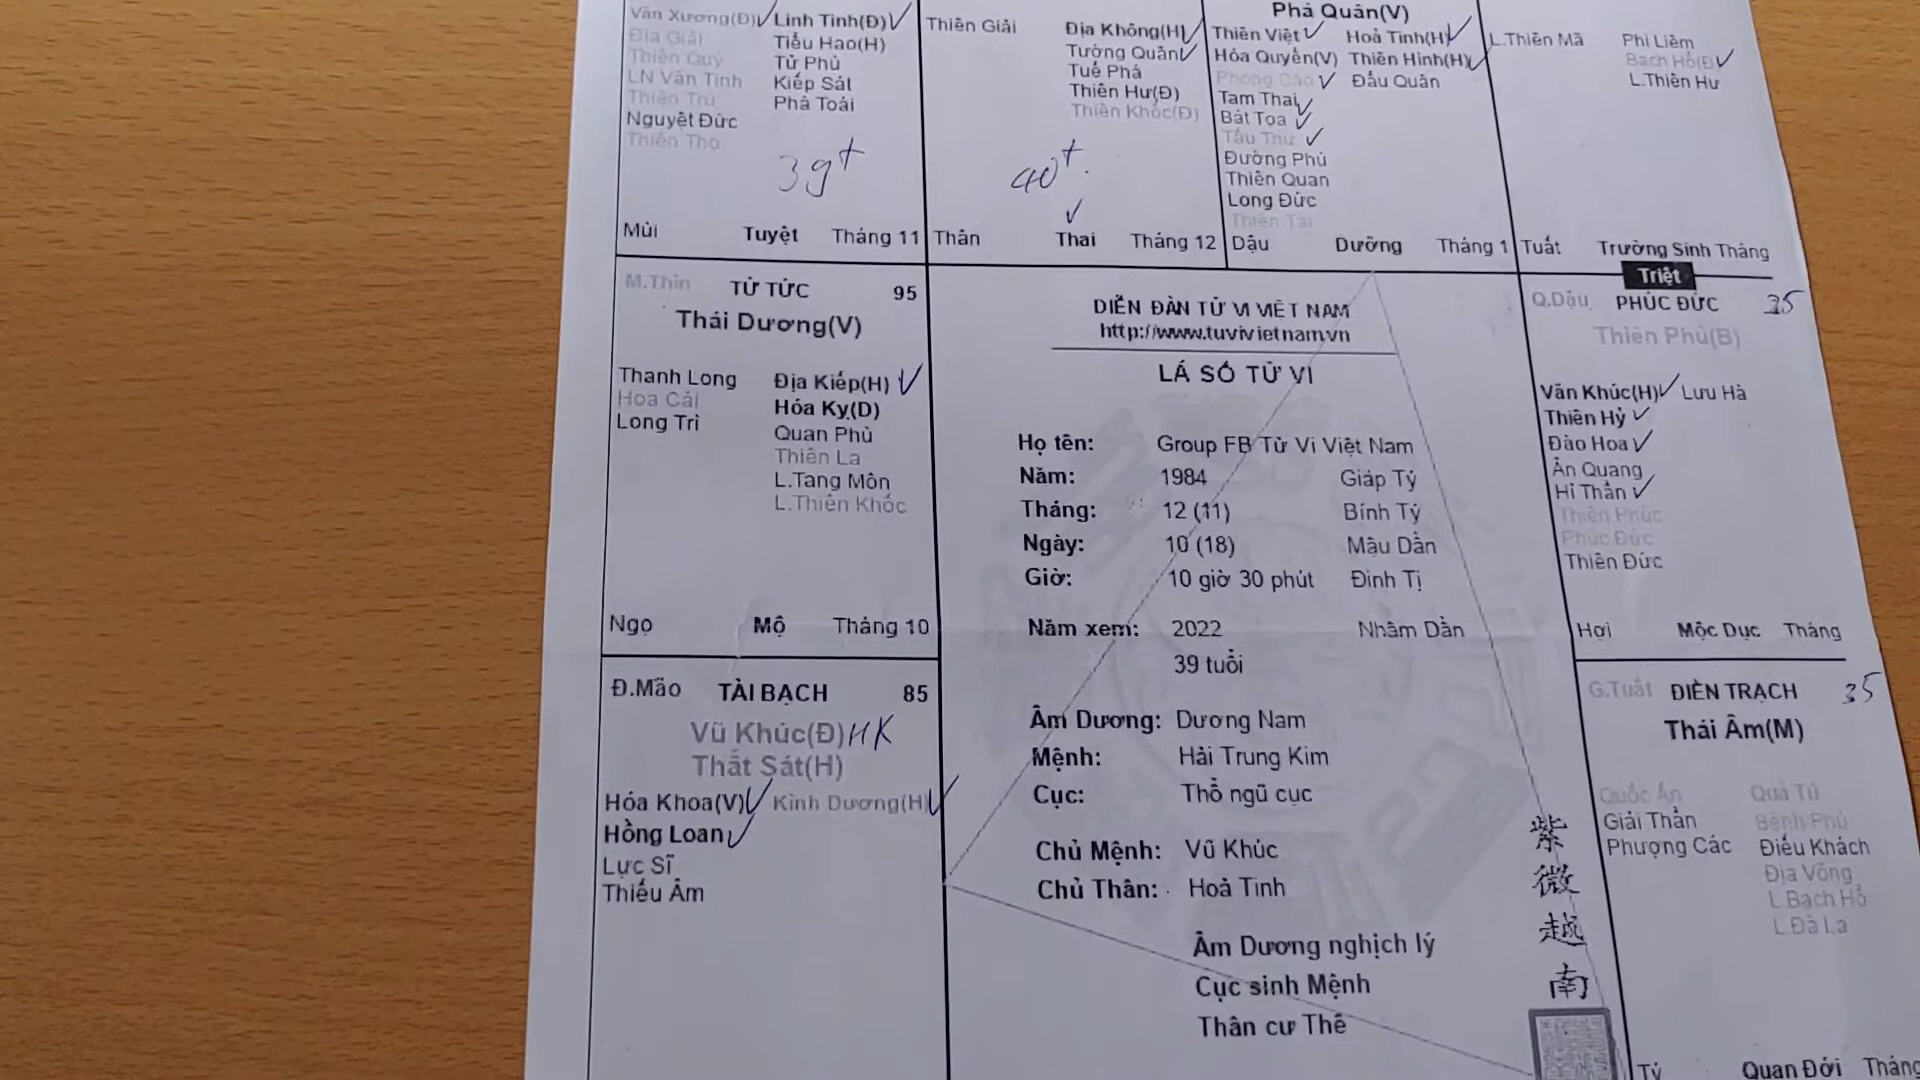 Văn Xương(Đ) Linh Tinh(Đ)
Địa Giải Tiểu Hao(H)
Thiên Quý Tử Phù
LN Văn Tinh Kiếp Sát
Thiên Trù Phá Toái
Nguyệt Đức
Thiên Thọ
39+
Mùi Tuyệt Tháng 11
Thiên Giải Địa Không(H)
Tướng Quân
Tuế Phá
Thiên Hư(Đ)
Thiên Khốc(Đ)
40+
Thân Thai Tháng 12
Phá Quân(V)
Thiên Việt Hoả Tinh(H)
Hóa Quyền(V) Thiên Hình(H)
Phong Cáo Đẩu Quân
Tam Thai
Bát Toạ
Tấu Thư
Đường Phù
Thiên Quan
Long Đức
Thiên Tài
Dậu Dưỡng Tháng 1
L.Thiên Mã Phi Liêm
Bạch Hổ(Đ
L.Thiên Hư
Tuất Trường Sinh Tháng
Triệt
M.Thìn TỬ TỨC 95
Thái Dương(V)
Thanh Long Địa Kiếp(H)
Hoa Cái Hóa Kỵ(D)
Long Trì Quan Phù
Thiên La
L.Tang Môn
L.Thiên Khốc
Ngọ Mộ Tháng 10
DIỄN ĐÀN TỬ VI VIỆT NAM
http://www.tuvivietnam.vn
LÁ SỐ TỬ VI
Họ tên: Group FB Tử Vi Việt Nam
Năm: 1984 Giáp Tý
Tháng: 12 (11) Bính Tý
Ngày: 10 (18) Mậu Dần
Giờ: 10 giờ 30 phút Đinh Tị
Năm xem: 2022 Nhâm Dần
39 tuổi
Âm Dương: Dương Nam
Mệnh: Hải Trung Kim
Cục: Thổ ngũ cục
Chủ Mệnh: Vũ Khúc
Chủ Thân: Hoả Tinh
Âm Dương nghịch lý
Cục sinh Mệnh
Thân cư Thê
紫
微
越
南
Q.Dậu PHÚC ĐỨC 35
Thiên Phủ(B)
Văn Khúc(H) Lưu Hà
Thiên Hỷ
Đào Hoa
Ân Quang
Hỉ Thần
Thiên Phúc
Phúc Đức
Thiên Đức
Hợi Mộc Dục Tháng
Đ.Mão TÀI BẠCH 85
Vũ Khúc(Đ) HK
Thất Sát(H)
Hóa Khoa(V) Kình Dương(H)
Hồng Loan
Lực Sĩ
Thiếu Âm
G.Tuất ĐIỀN TRẠCH 35
Thái Âm(M)
Quốc Ấn Quả Tú
Giải Thần Bệnh Phù
Phượng Các Điếu Khách
Địa Võng
L.Bạch Hổ
L.Đà La
Tý Quan Đới Tháng